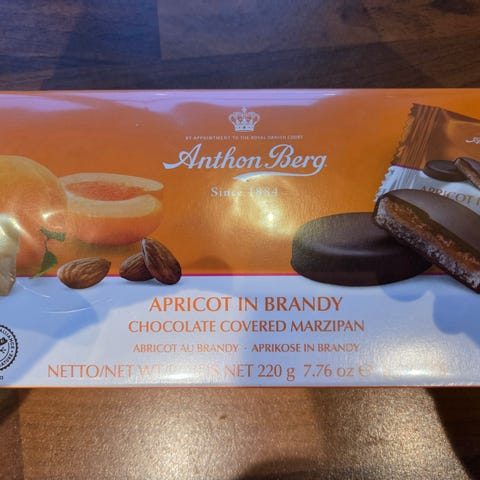 BY APPOINTMENT TO THE ROYAL DANISH COURT
Anthon Berg
Since 1884
APRICOT IN
APRICOT IN BRANDY
CHOCOLATE COVERED MARZIPAN
ABRICOT AU BRANDY · APRIKOSE IN BRANDY
NETTO/NET NET 220 g 7.76 oz